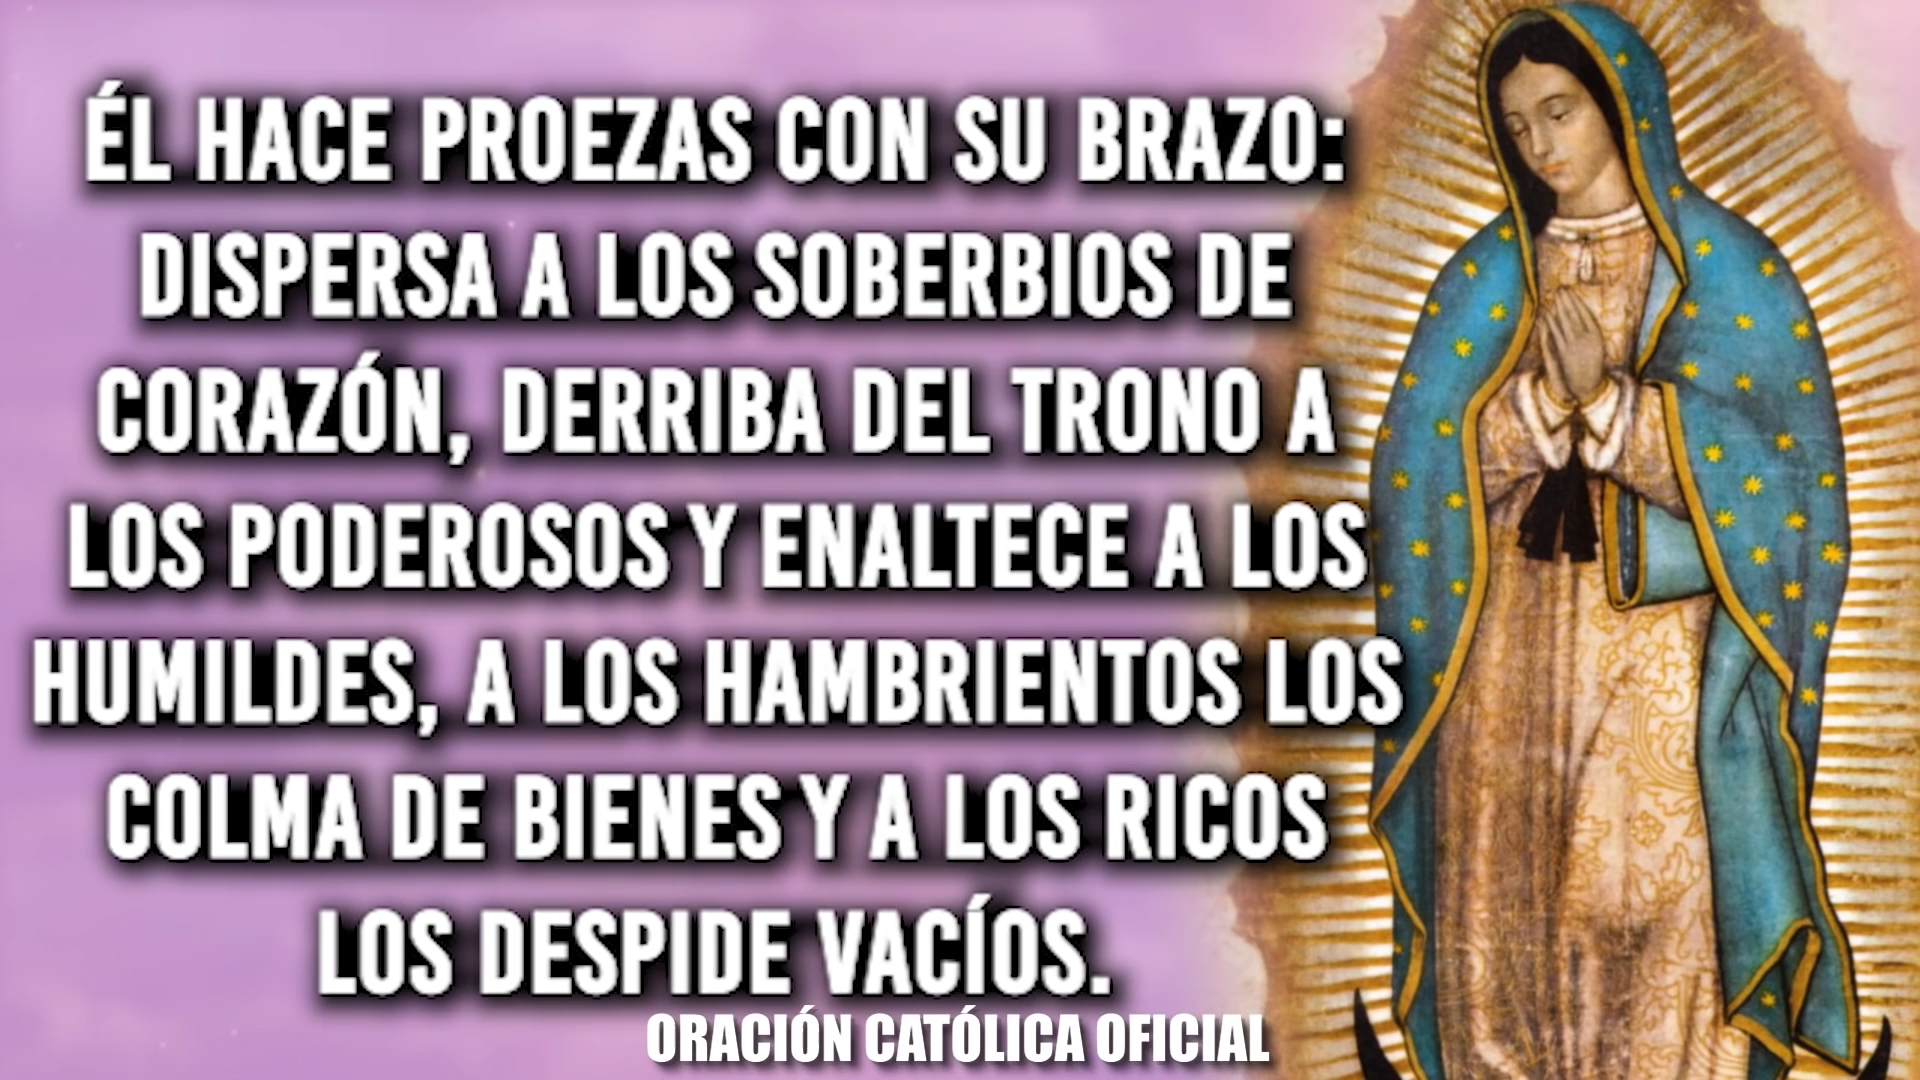 ÉL HACE PROEZAS CON SU BRAZO:
DISPERSA A LOS SOBERBIOS DE
CORAZÓN, DERRIBA DEL TRONO A
LOS PODEROSOS Y ENALTECE A LOS
HUMILDES, A LOS HAMBRIENTOS LOS
COLMA DE BIENES Y A LOS RICOS
LOS DESPIDE VACÍOS.
ORACIÓN CATÓLICA OFICIAL